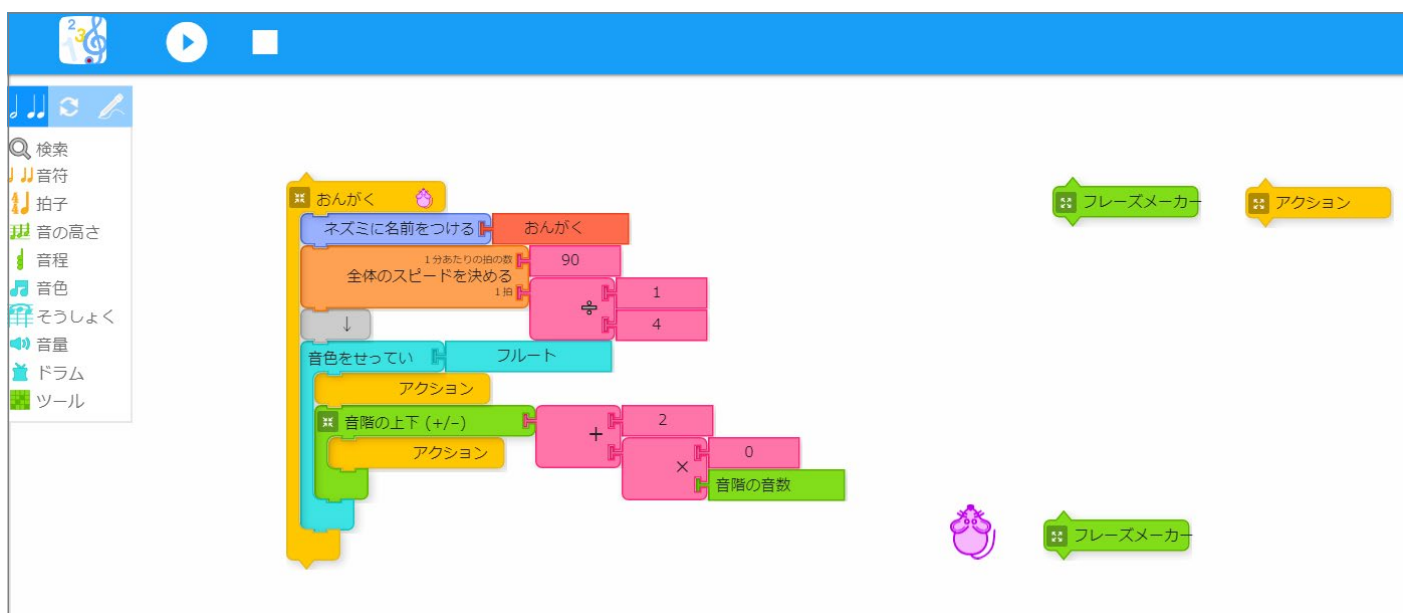 検索
音符
拍子
音の高さ
音程
音色
そうしょく
音量
ドラム
ツール
おんがく
ネズミに名前をつける おんがく
1分あたりの拍の数 90
全体のスピードを決める
1拍 ÷ 1
4
↓
音色をせってい フルート
アクション
音階の上下 (+/−) + 2
アクション
× 0
音階の音数
フレーズメーカー
アクション
フレーズメーカー